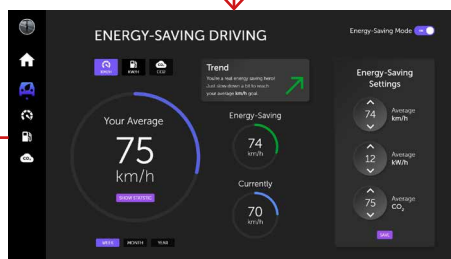 ENERGY-SAVING DRIVING
Energy-Saving Mode
KM/H
KW/H
CO2
Trend
You're a real energy saving hero!
Just slow down a bit to reach
your average km/h goal.
Your Average
75
km/h
SHOW STATISTIC
WEEK
MONTH
YEAR
Energy-Saving
74
km/h
Currently
70
km/h
Energy-Saving
Settings
74
Average
km/h
12
Average
kW/h
75
Average
CO₂
SAVE
CO₂